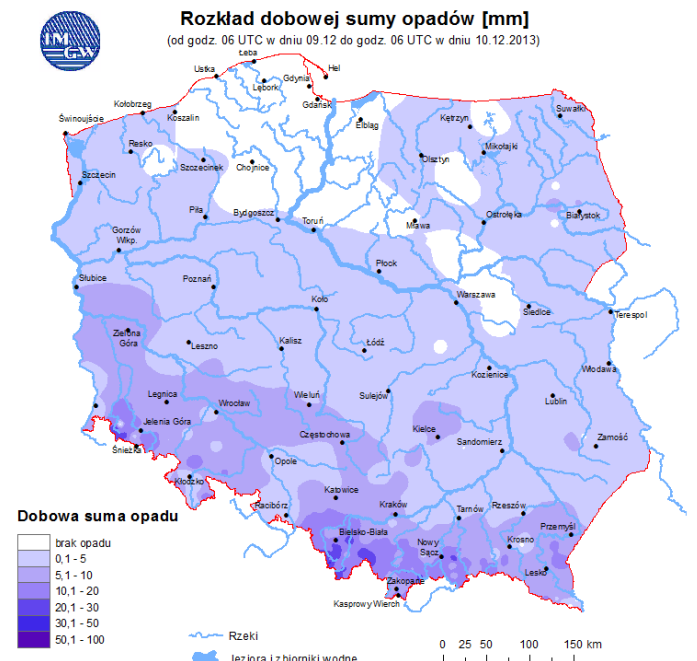 IM
GW
Rozkład dobowej sumy opadów [mm]
(od godz. 06 UTC w dniu 09.12 do godz. 06 UTC w dniu 10.12.2013)
Łeba
Ustka
Hel
Gdynia
Lębork
Gdańsk
Kołobrzeg
Koszalin
Suwałki
Kętrzyn
Świnoujście
Elbląg
Resko
Mikołajki
Szczecinek
Chojnice
Olsztyn
Szczecin
Piła
Bydgoszcz
Toruń
Mława
Ostrołęka
Białystok
Gorzów
Wlkp.
Płock
Słubice
Poznań
Koło
Warszawa
Siedlce
Terespol
Zielona
Góra
Leszno
Kalisz
Łódź
Kozienice
Włodawa
Legnica
Wrocław
Wieluń
Sulejów
Lublin
Jelenia Góra
Częstochowa
Kielce
Sandomierz
Zamość
Śnieżka
Opole
Kłodzko
Katowice
Racibórz
Kraków
Tarnów
Rzeszów
Przemyśl
Bielsko-Biała
Nowy
Sącz
Krosno
Lesko
Zakopane
Kasprowy Wierch
Dobowa suma opadu
brak opadu
0,1 - 5
5,1 - 10
10,1 - 20
20,1 - 30
30,1 - 50
50,1 - 100
Rzeki
Jeziora i zbiorniki wodne
0 25 50 100 150 km